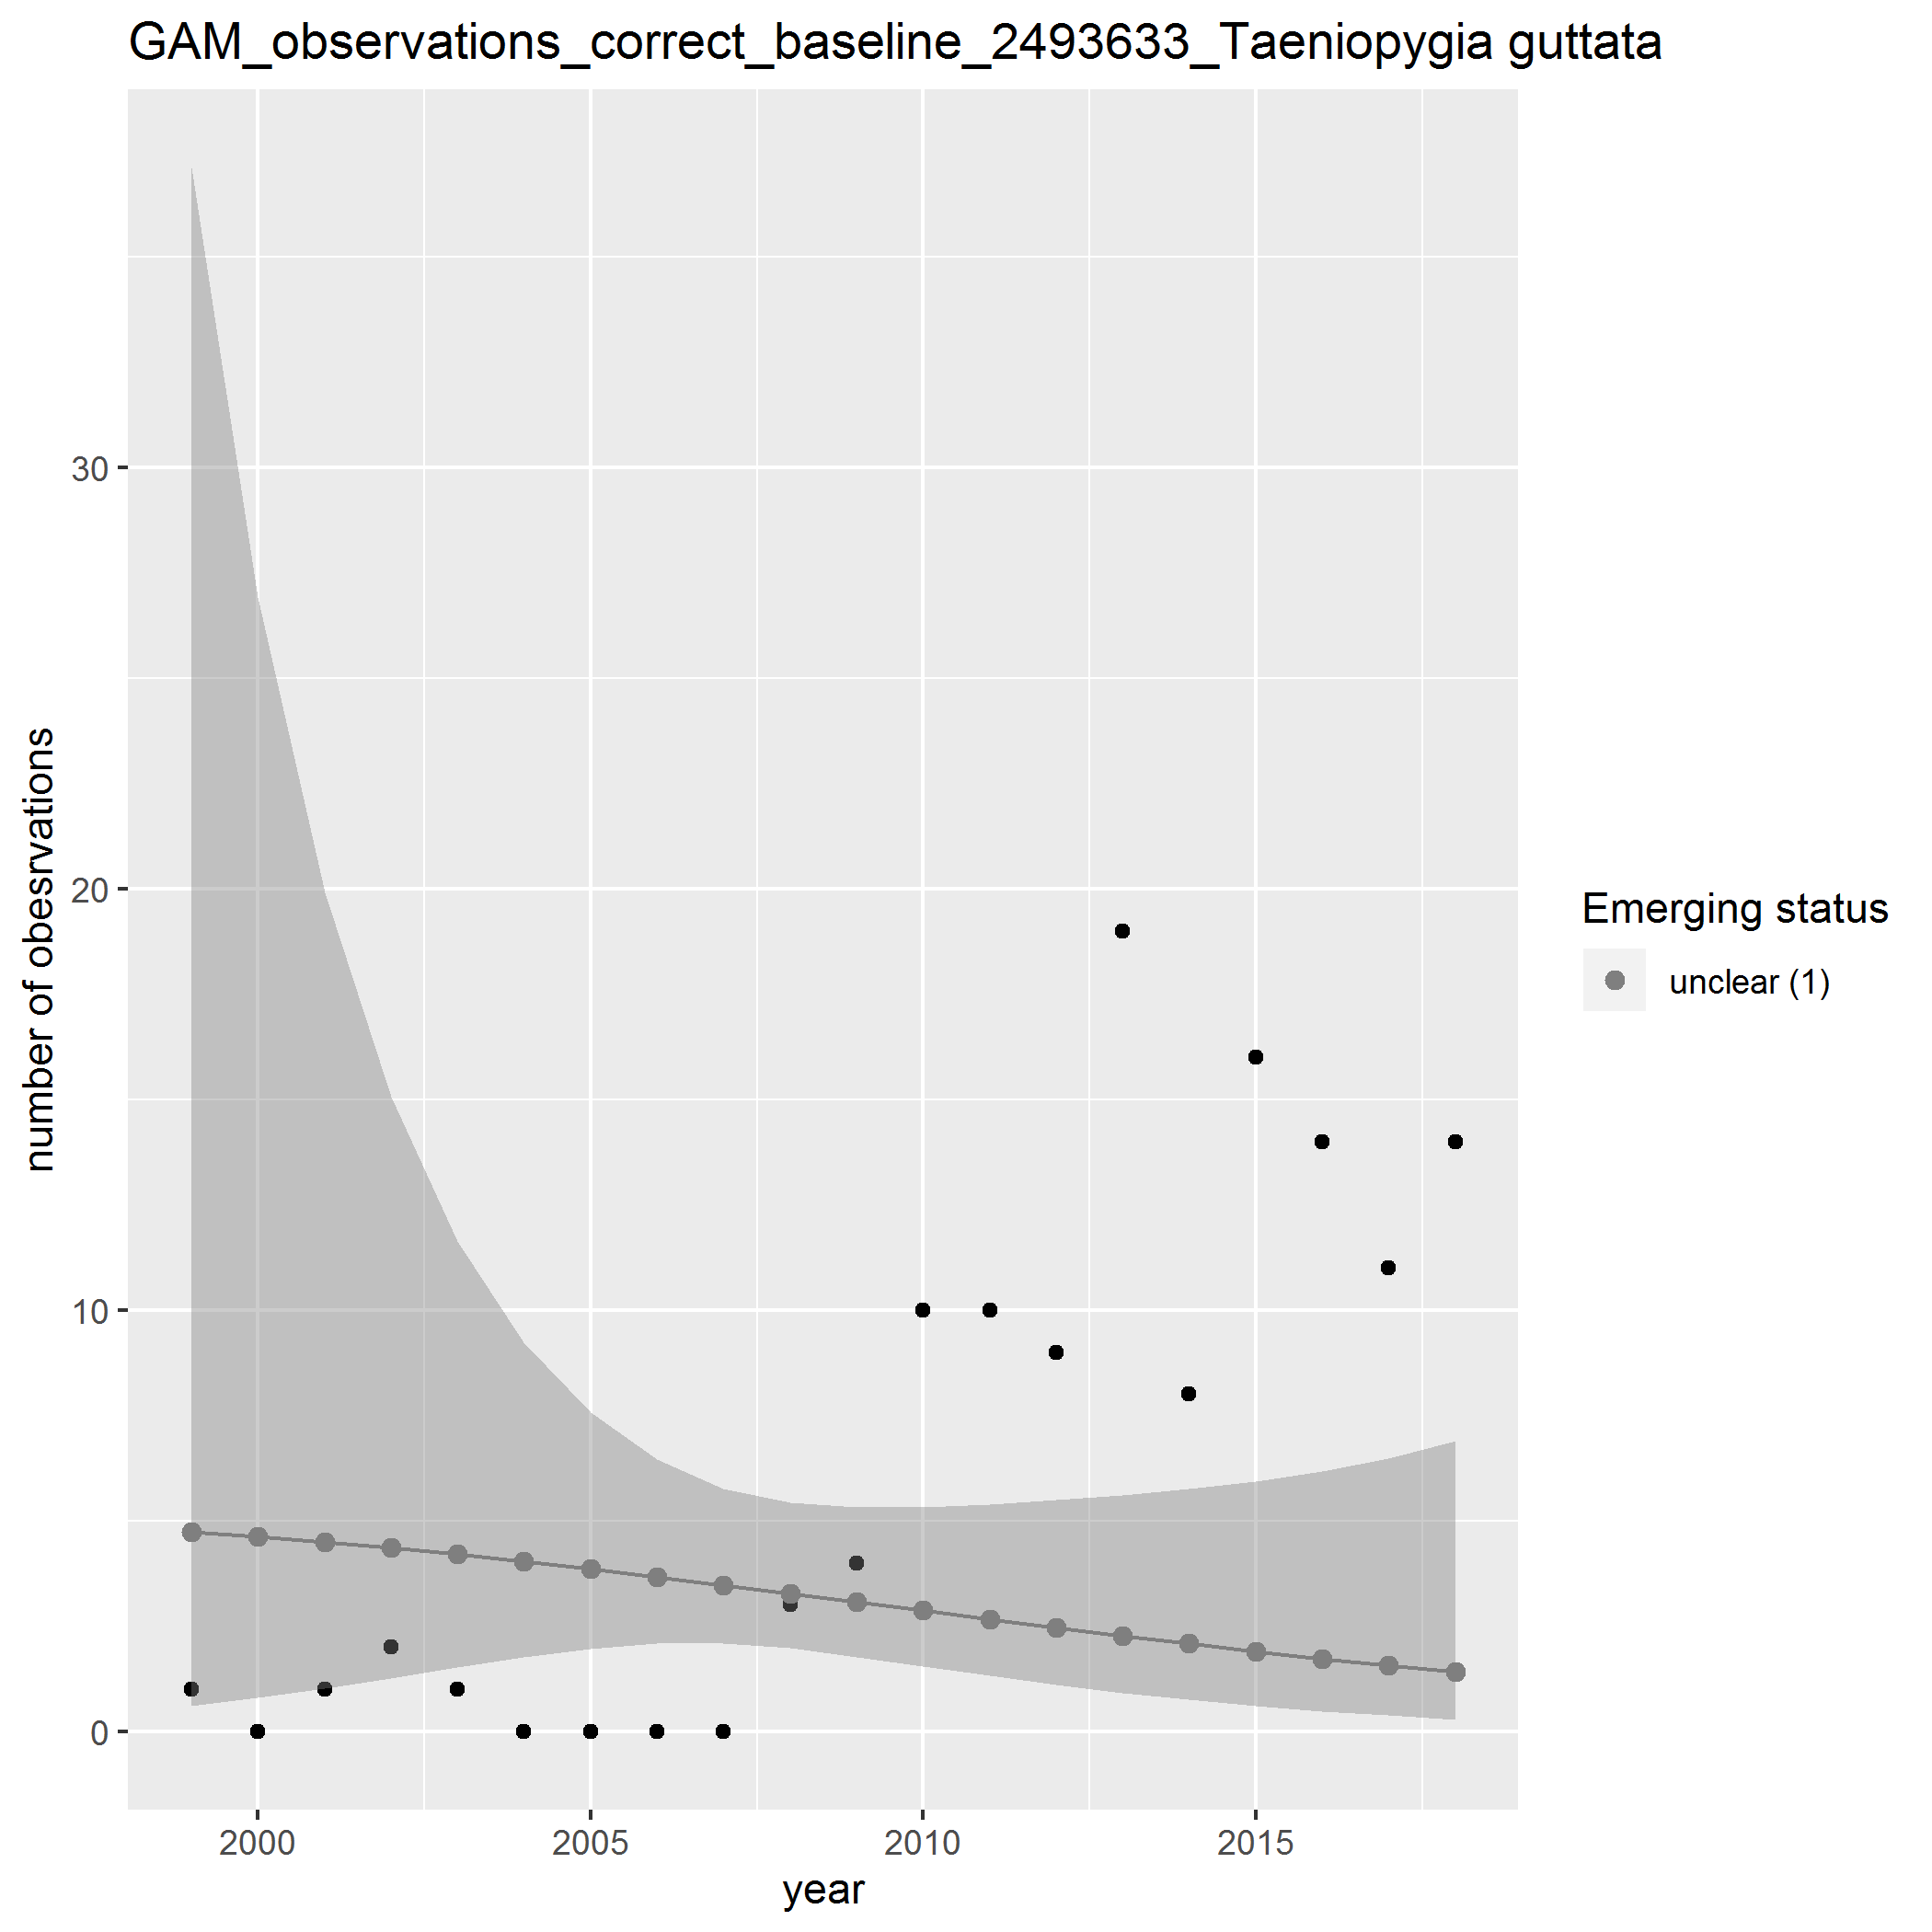 GAM_observations_correct_baseline_2493633_Taeniopygia guttata
number of obesrvations
30
20
10
0
2000
2005
2010
2015
year
Emerging status
unclear (1)